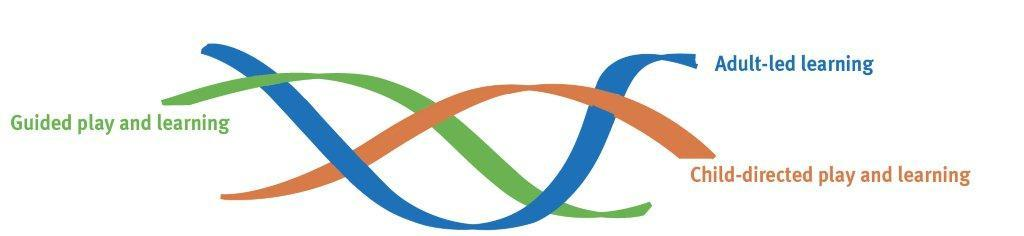 Adult-led learning
Guided play and learning
Child-directed play and learning